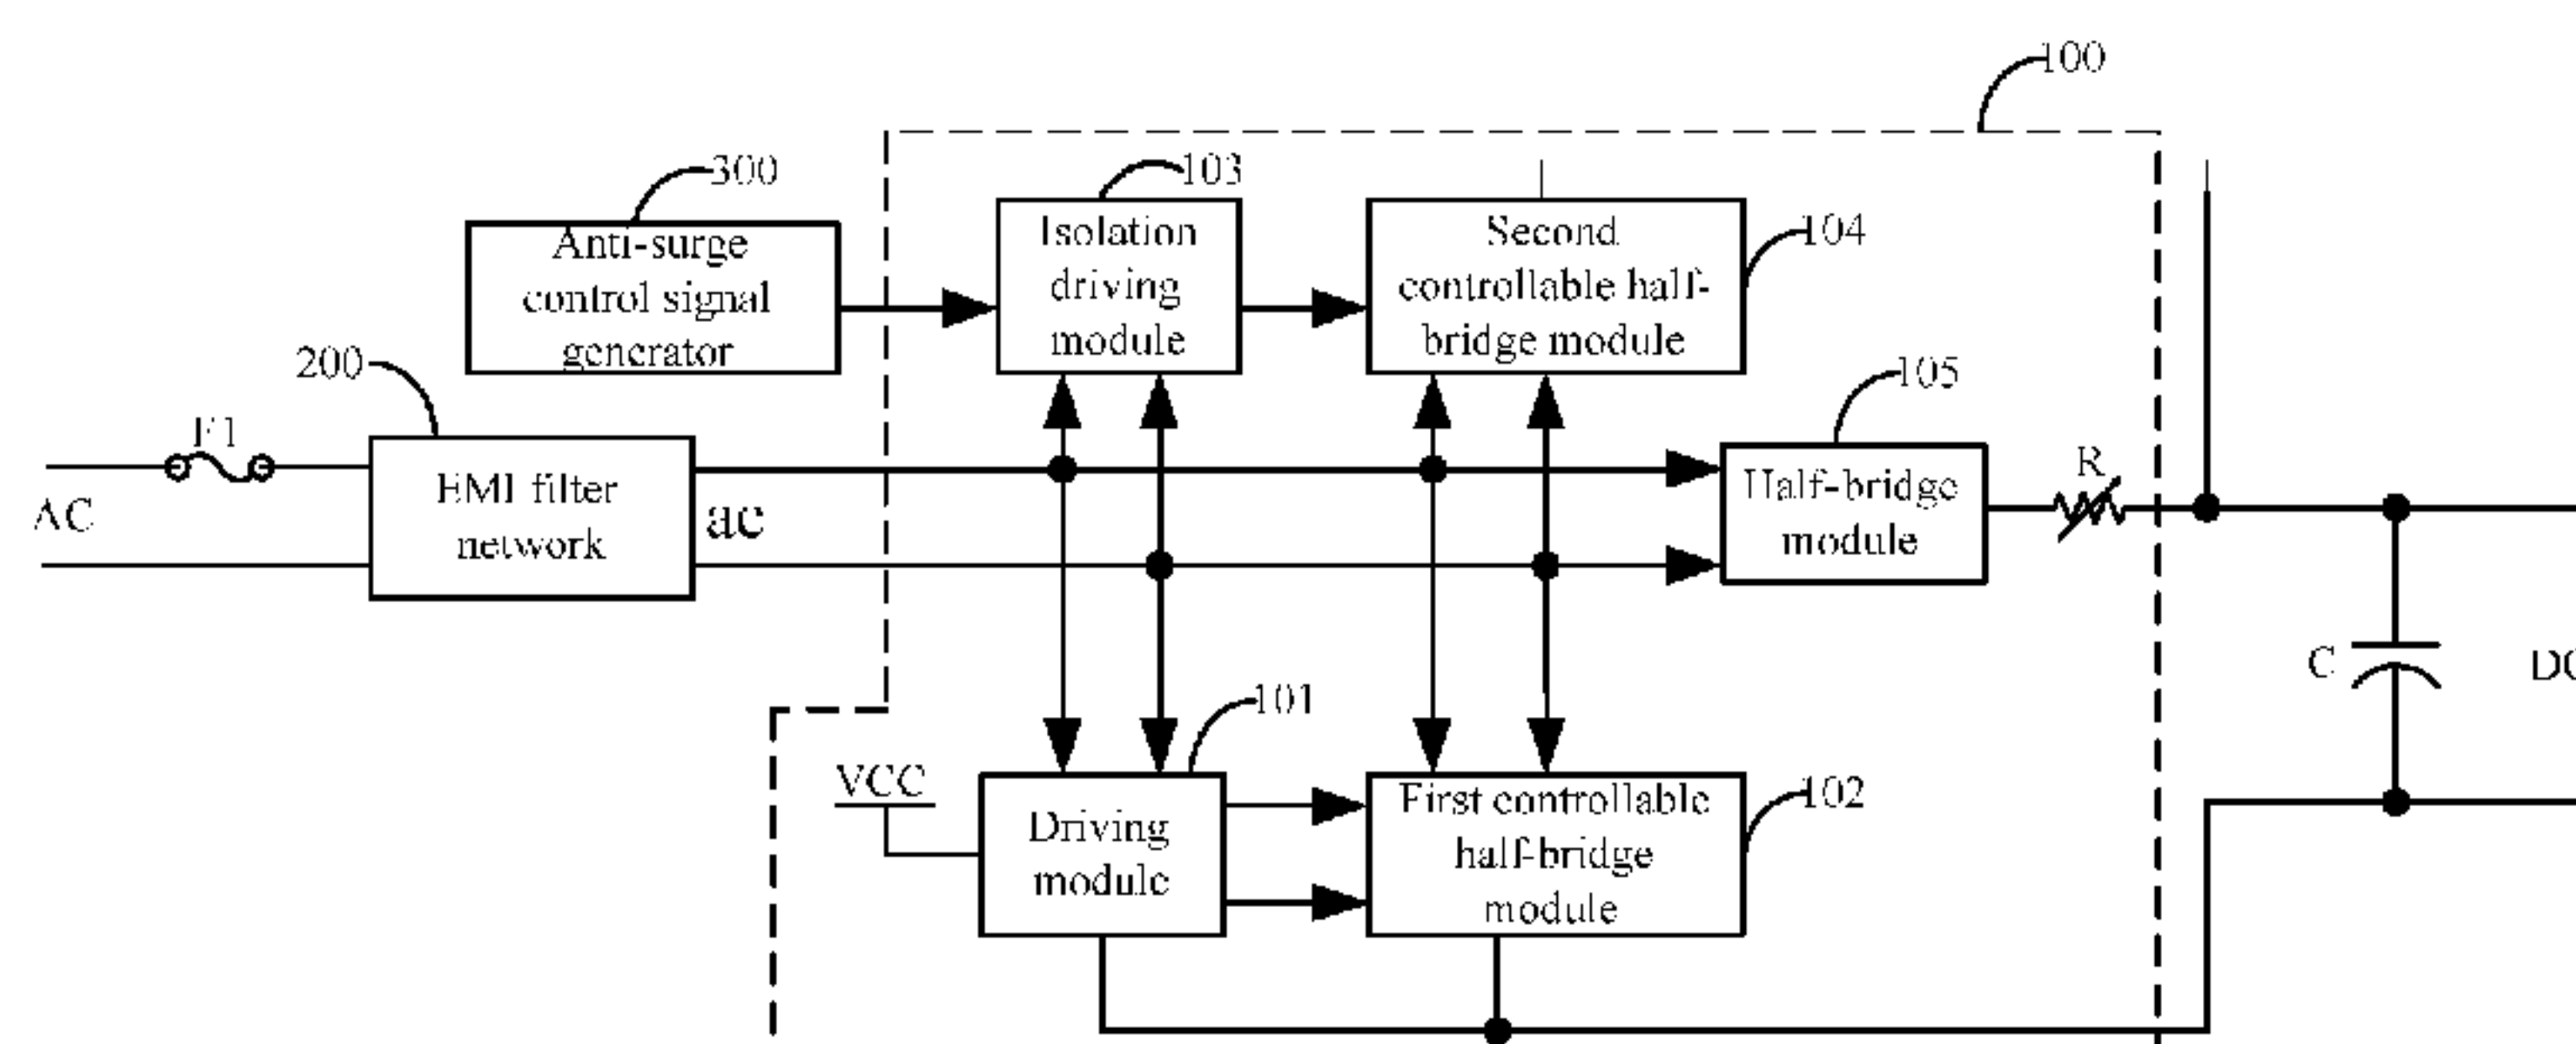 100
300
103
Anti-surge
control signal
generator
Isolation
driving
module
Second
controllable half-
bridge module
104
200
105
F1
AC
EMI filter
network
ac
Half-bridge
module
R
C
101
VCC
Driving
module
First controllable
half-bridge
module
102